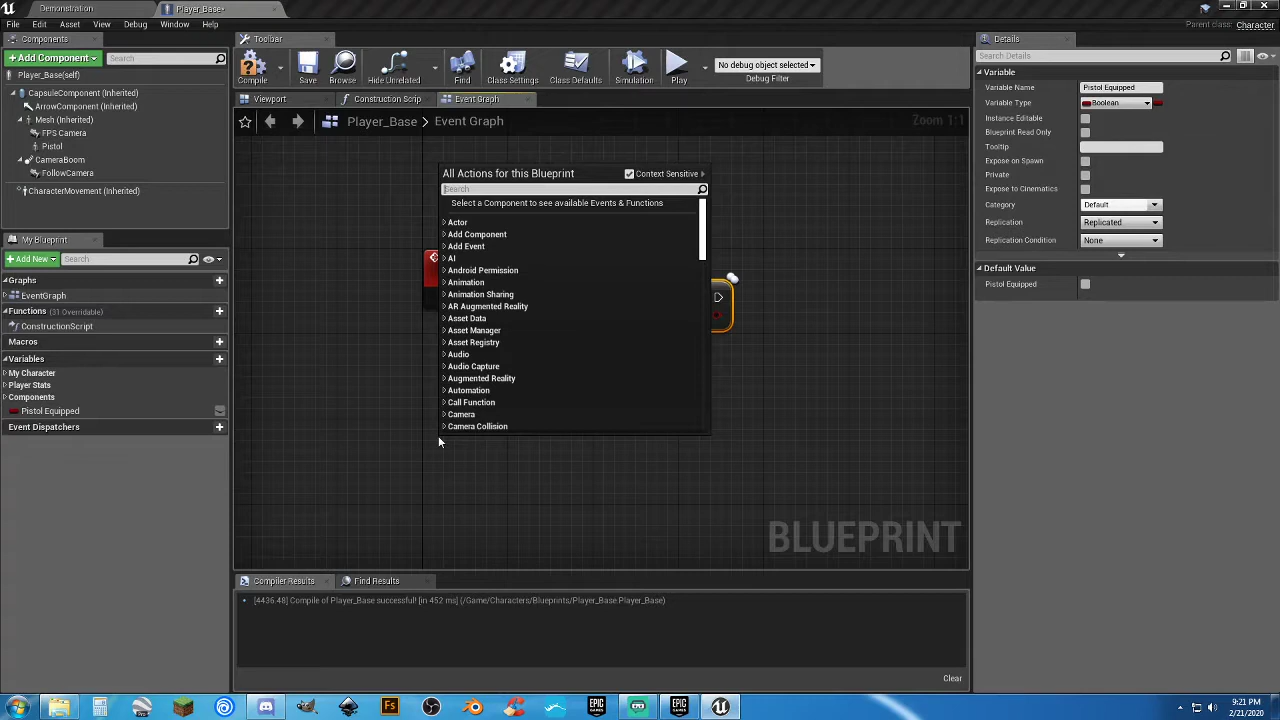 Demonstration
Player_Base*
File Edit Asset View Debug Window Help
Parent class: Character
Components
Toolbar
Details
+Add Component
Search
Search Details
Player_Base(self)
CapsuleComponent (Inherited)
ArrowComponent (Inherited)
Mesh (Inherited)
FPS Camera
Pistol
CameraBoom
FollowCamera
CharacterMovement (Inherited)
Compile
Save
Browse
Hide Unrelated
Find
Class Settings
Class Defaults
Simulation
Play
No debug object selected
Debug Filter
Viewport
Construction Scrip
Event Graph
Player_Base > Event Graph
Zoom 1:1
All Actions for this Blueprint
Context Sensitive
Search
Select a Component to see available Events & Functions
Actor
Add Component
Add Event
AI
Android Permission
Animation
Animation Sharing
AR Augmented Reality
Asset Data
Asset Manager
Asset Registry
Audio
Audio Capture
Augmented Reality
Automation
Call Function
Camera
Camera Collision
BLUEPRINT
My Blueprint
+Add New
Search
Graphs
EventGraph
Functions (31 Overridable)
ConstructionScript
Macros
Variables
My Character
Player Stats
Components
Pistol Equipped
Event Dispatchers
Variable
Variable Name Pistol Equipped
Variable Type Boolean
Instance Editable
Blueprint Read Only
Tooltip
Expose on Spawn
Private
Expose to Cinematics
Category Default
Replication Replicated
Replication Condition None
Default Value
Pistol Equipped
Compiler Results
Find Results
[4436.48] Compile of Player_Base successful! [in 452 ms] (/Game/Characters/Blueprints/Player_Base.Player_Base)
Clear
Pro
Fs
EPIC GAMES
EPIC GAMES
9:21 PM
2/21/2020